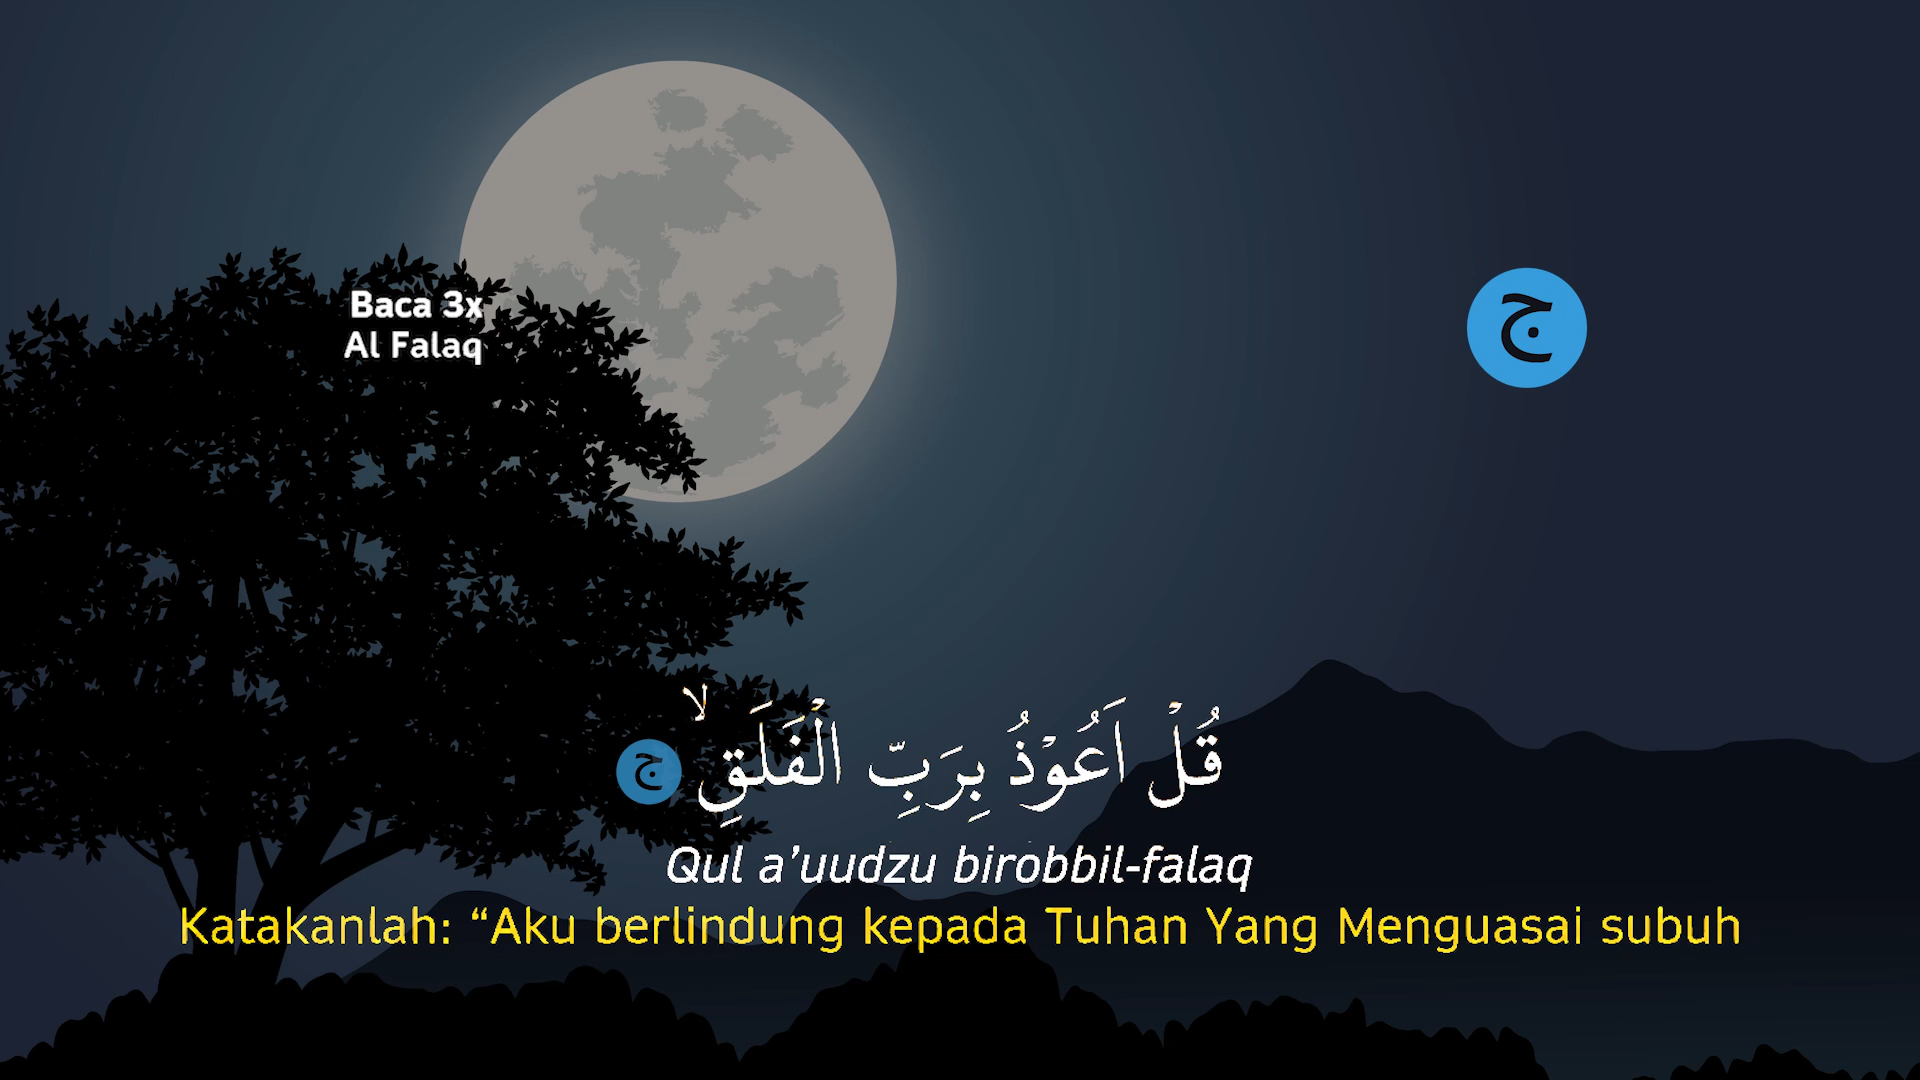 Baca 3x
Al Falaq
ج
قُلْ اَعُوْذُ بِرَبِّ الْفَلَقِۙ ج
Qul a’uudzu birobbil-falaq
Katakanlah: “Aku berlindung kepada Tuhan Yang Menguasai subuh